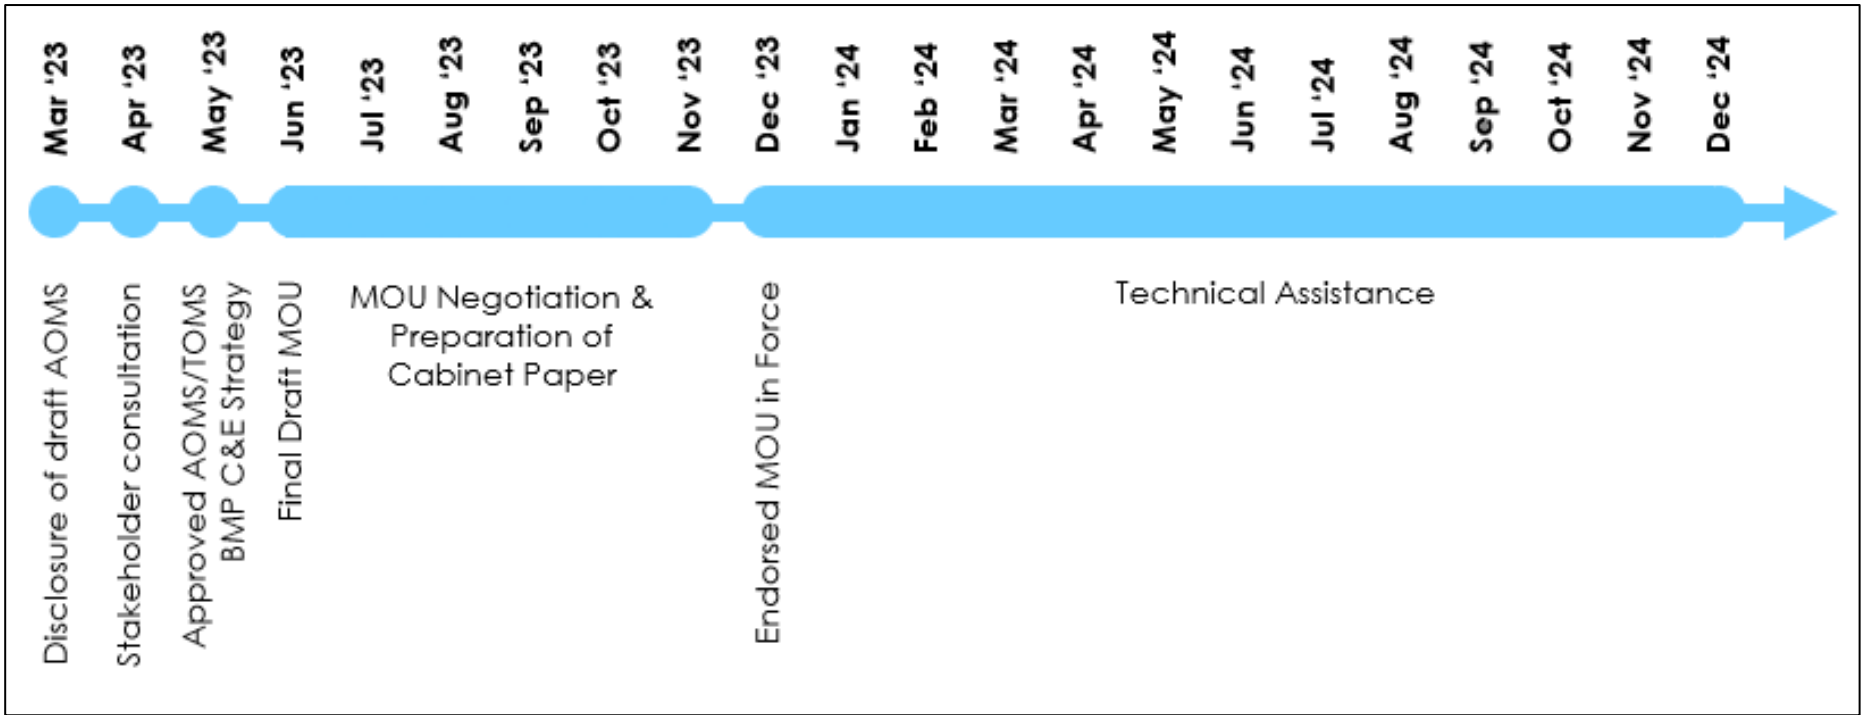 Mar ‘23
Apr ‘23
May ‘23
Jun ‘23
Jul ‘23
Aug ‘23
Sep ‘23
Oct ‘23
Nov ‘23
Dec ‘23
Jan ‘24
Feb ‘24
Mar ‘24
Apr ‘24
May ‘24
Jun ‘24
Jul ‘24
Aug ‘24
Sep ‘24
Oct ‘24
Nov ‘24
Dec ‘24
Disclosure of draft AOMS
Stakeholder consultation
Approved AOMS/TOMS
BMP C&E Strategy
Final Draft MOU
MOU Negotiation &
Preparation of
Cabinet Paper
Endorsed MOU in Force
Technical Assistance